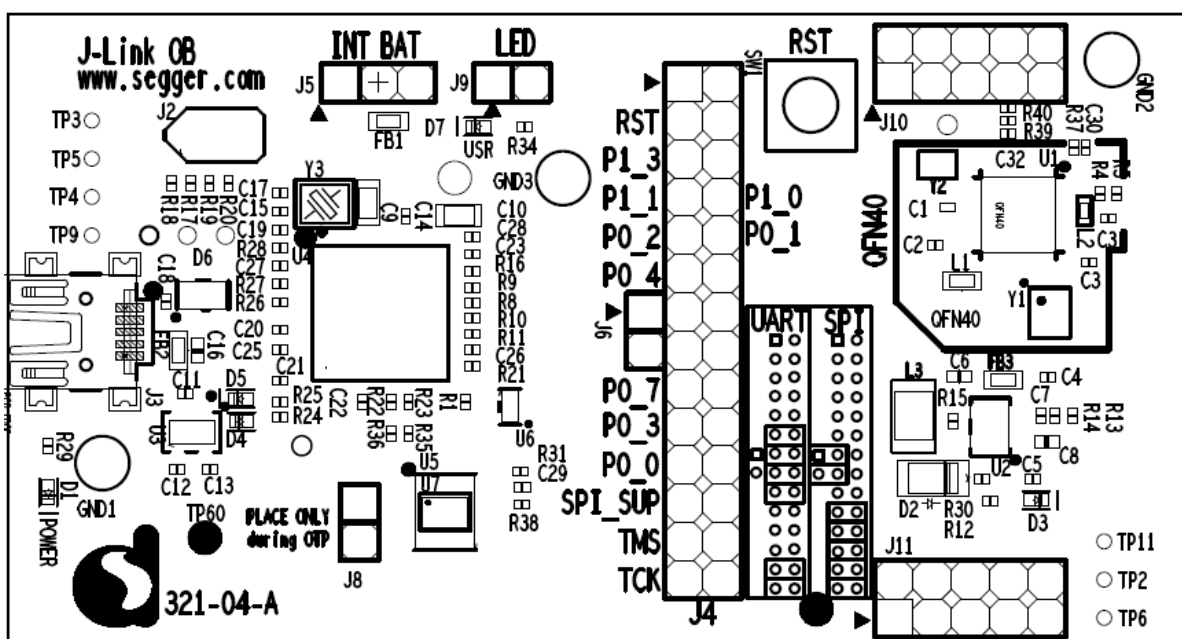 J-Link OB
www.segger.com
INT BAT
LED
RST
J5
J9
SW1
J2
TP3
TP5
TP4
TP9
FB1
D7
USR
R34
J10
GND2
R40
R39
R37
C30
C32
U1
R4
Y3
GND3
RST
P1_3
P1_1
P0_2
P0_4
P1_0
P0_1
R18
R17
R19
R20
C17
C15
C19
R28
C27
R27
R26
C20
C25
C21
R25
R24
C9
C14
C10
C28
C23
R16
R9
R8
R10
R11
C26
R21
U4
D6
C18
FB2
C16
C11
D5
D4
J3
U3
C22
R22
R36
R23
R35
R1
U6
QFN40
Y2
C1
C2
QFN40
L2
C3
L1
Y1
QFN40
J6
UART
SPI
P0_7
P0_3
P0_0
SPI_SUP
TMS
TCK
C6
FB3
C4
L3
R15
C7
R14
R13
U2
C8
C5
D2
R30
R12
D3
R29
D1
POWER
GND1
C12
C13
TP60
U5
U7
R31
C29
R38
PLACE ONLY
during OTP
J8
321-04-A
J4
J11
TP11
TP2
TP6